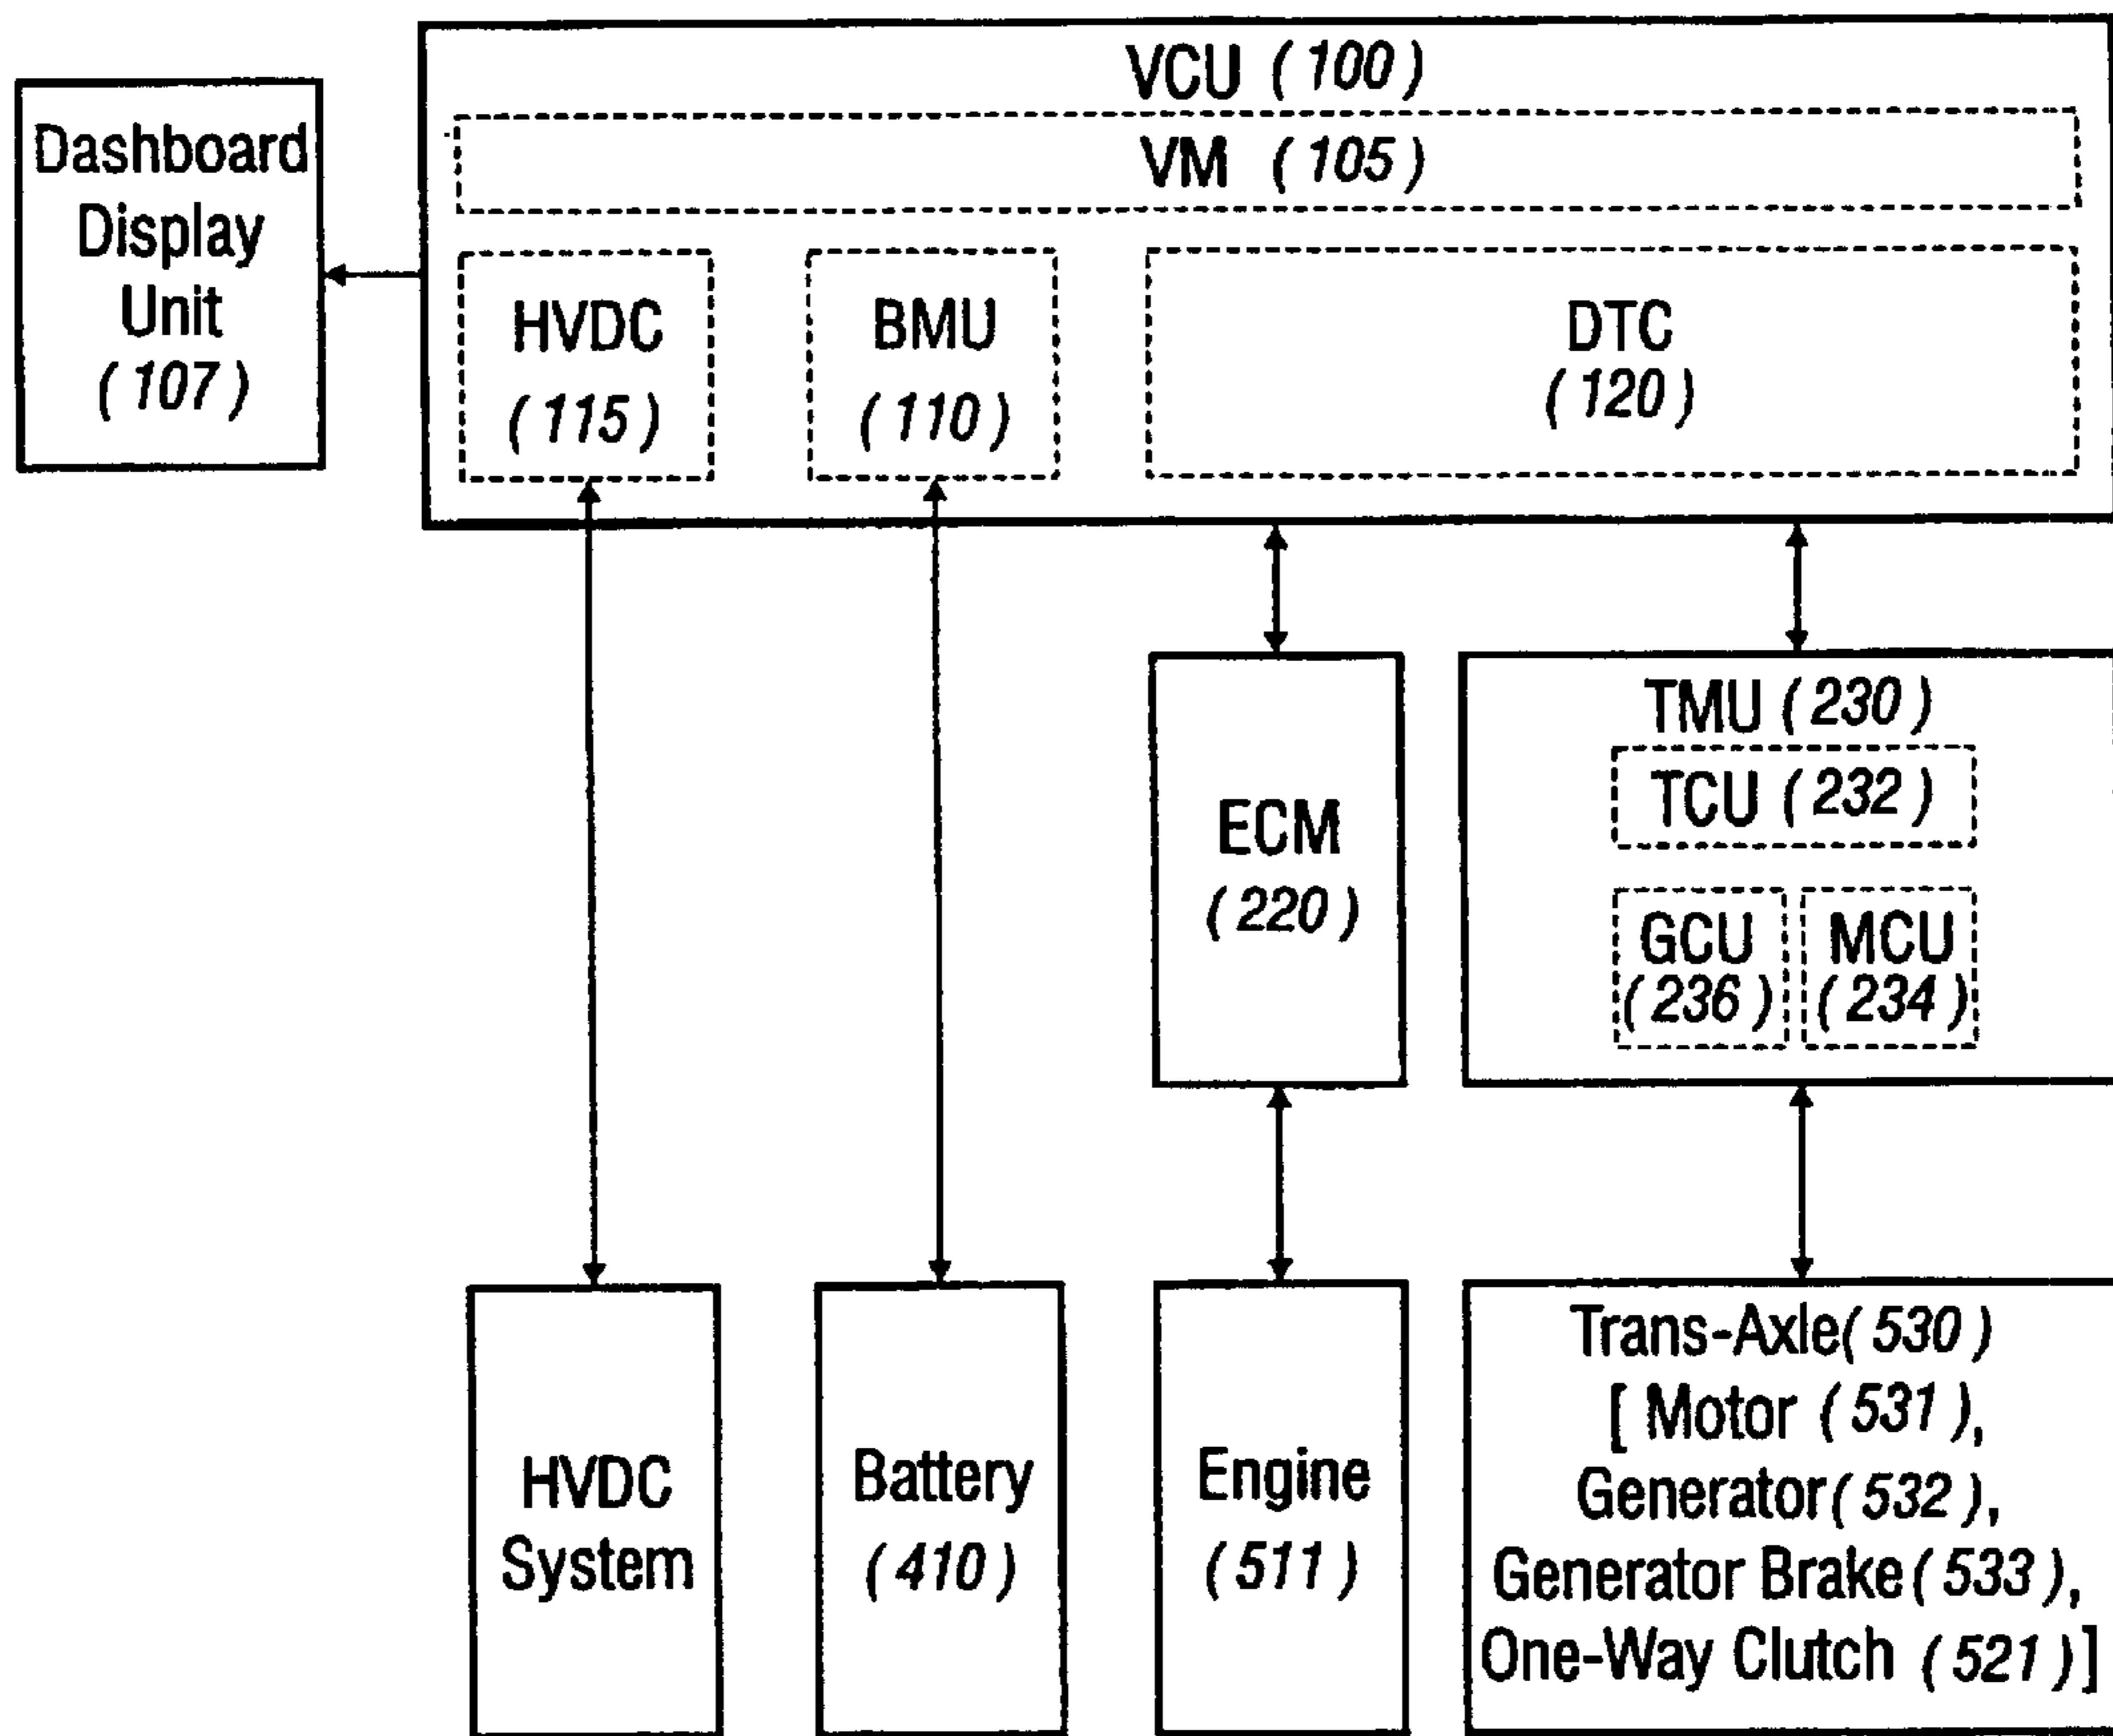 VCU (100)
VM (105)
Dashboard
Display
Unit
(107)
HVDC
(115)
BMU
(110)
DTC
(120)
ECM
(220)
TMU (230)
TCU (232)
GCU
(236)
MCU
(234)
HVDC
System
Battery
(410)
Engine
(511)
Trans-Axle(530)
[ Motor (531),
Generator(532),
Generator Brake(533),
One-Way Clutch (521)]